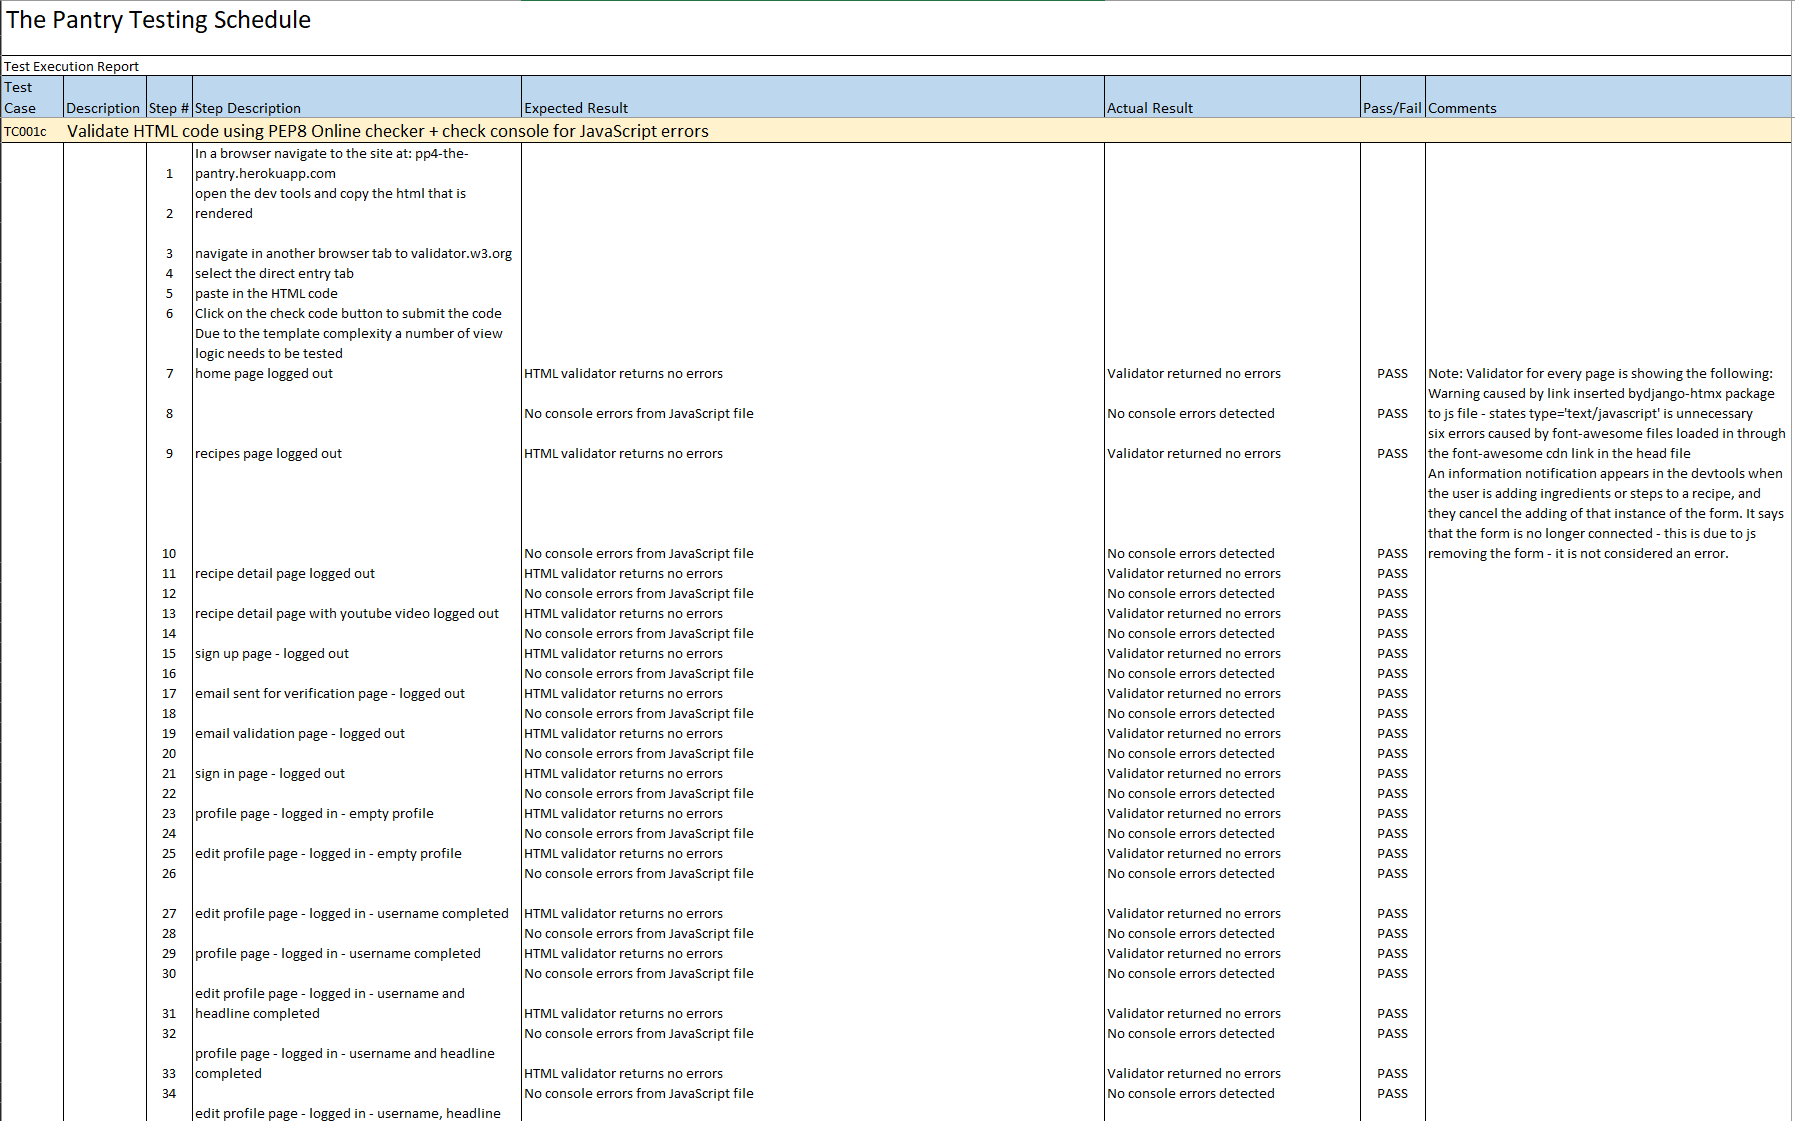 The Pantry Testing Schedule
Test Execution Report
Test
Case Description Step # Step Description Expected Result Actual Result Pass/Fail Comments
TC001c Validate HTML code using PEP8 Online checker + check console for JavaScript errors
In a browser navigate to the site at: pp4-the-
1 pantry.herokuapp.com
open the dev tools and copy the html that is
2 rendered
3 navigate in another browser tab to validator.w3.org
4 select the direct entry tab
5 paste in the HTML code
6 Click on the check code button to submit the code
Due to the template complexity a number of view
logic needs to be tested
7 home page logged out HTML validator returns no errors Validator returned no errors PASS Note: Validator for every page is showing the following:
Warning caused by link inserted bydjango-htmx package
8 No console errors from JavaScript file No console errors detected PASS to js file - states type='text/javascript' is unnecessary
six errors caused by font-awesome files loaded in through
9 recipes page logged out HTML validator returns no errors Validator returned no errors PASS the font-awesome cdn link in the head file
An information notification appears in the devtools when
the user is adding ingredients or steps to a recipe, and
they cancel the adding of that instance of the form. It says
that the form is no longer connected - this is due to js
10 No console errors from JavaScript file No console errors detected PASS removing the form - it is not considered an error.
11 recipe detail page logged out HTML validator returns no errors Validator returned no errors PASS
12 No console errors from JavaScript file No console errors detected PASS
13 recipe detail page with youtube video logged out HTML validator returns no errors Validator returned no errors PASS
14 No console errors from JavaScript file No console errors detected PASS
15 sign up page - logged out HTML validator returns no errors Validator returned no errors PASS
16 No console errors from JavaScript file No console errors detected PASS
17 email sent for verification page - logged out HTML validator returns no errors Validator returned no errors PASS
18 No console errors from JavaScript file No console errors detected PASS
19 email validation page - logged out HTML validator returns no errors Validator returned no errors PASS
20 No console errors from JavaScript file No console errors detected PASS
21 sign in page - logged out HTML validator returns no errors Validator returned no errors PASS
22 No console errors from JavaScript file No console errors detected PASS
23 profile page - logged in - empty profile HTML validator returns no errors Validator returned no errors PASS
24 No console errors from JavaScript file No console errors detected PASS
25 edit profile page - logged in - empty profile HTML validator returns no errors Validator returned no errors PASS
26 No console errors from JavaScript file No console errors detected PASS
27 edit profile page - logged in - username completed HTML validator returns no errors Validator returned no errors PASS
28 No console errors from JavaScript file No console errors detected PASS
29 profile page - logged in - username completed HTML validator returns no errors Validator returned no errors PASS
30 No console errors from JavaScript file No console errors detected PASS
edit profile page - logged in - username and
31 headline completed HTML validator returns no errors Validator returned no errors PASS
32 No console errors from JavaScript file No console errors detected PASS
profile page - logged in - username and headline
33 completed HTML validator returns no errors Validator returned no errors PASS
34 No console errors from JavaScript file No console errors detected PASS
edit profile page - logged in - username, headline